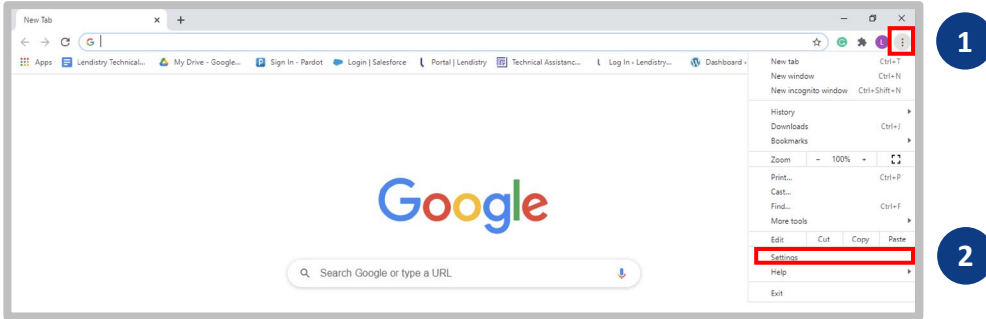 New Tab
1
G
L
Apps Lendistry Technical... My Drive - Google... Sign In - Pardot Login | Salesforce Portal | Lendistry Technical Assistanc... Log In ‹ Lendistry... Dashboard ‹
New tab Ctrl+T
New window Ctrl+N
New incognito window Ctrl+Shift+N
History
Downloads Ctrl+J
Bookmarks
Zoom - 100% +
Print... Ctrl+P
Cast...
Find... Ctrl+F
More tools
Edit Cut Copy Paste
Settings
2
Help
Exit
Google
Search Google or type a URL